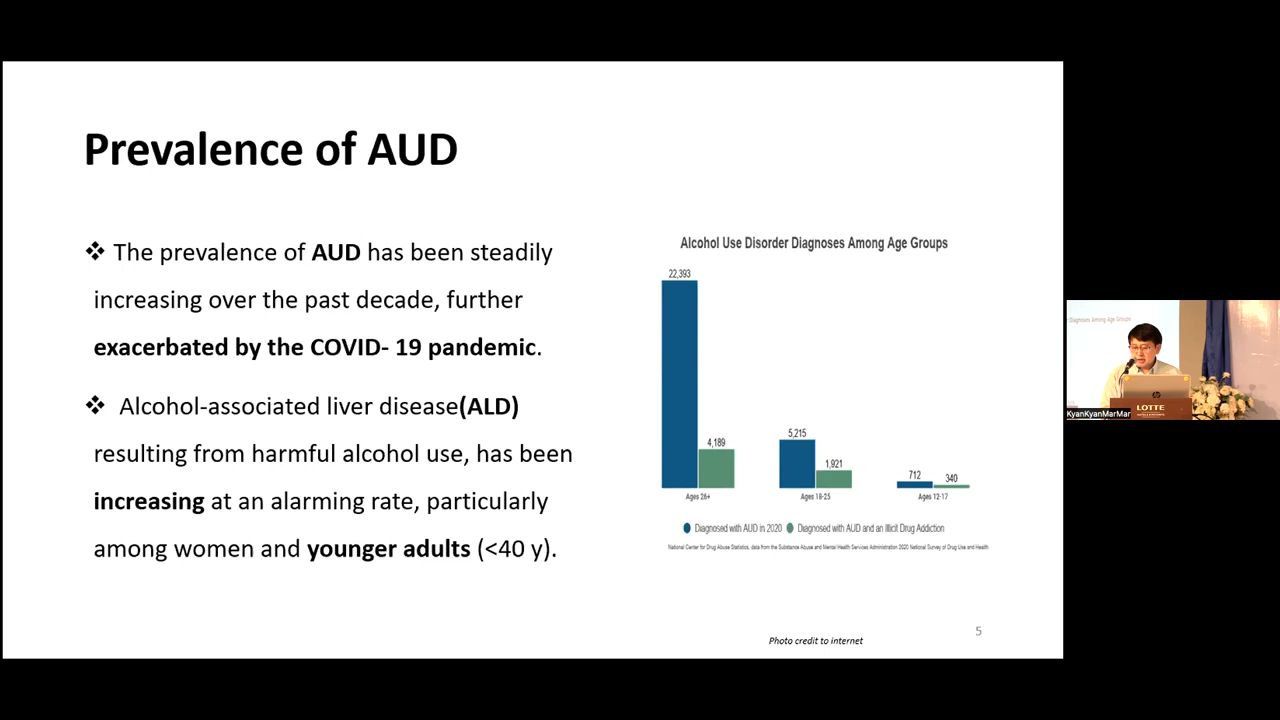 Prevalence of AUD
❖ The prevalence of AUD has been steadily
increasing over the past decade, further
exacerbated by the COVID- 19 pandemic.
❖ Alcohol-associated liver disease(ALD)
resulting from harmful alcohol use, has been
increasing at an alarming rate, particularly
among women and younger adults (<40 y).
Alcohol Use Disorder Diagnoses Among Age Groups
22,393
4,189
5,215
1,921
712
340
Ages 26+
Ages 18-25
Ages 12-17
Diagnosed with AUD in 2020
Diagnosed with AUD and an Illicit Drug Addiction
National Center for Drug Abuse Statistics, data from the Substance Abuse and Mental Health Services Administration 2020 National Survey of Drug Use and Health
Photo credit to internet
5
Diagnoses Among Age Groups
hp
LOTTE
KyanKyanMarMar